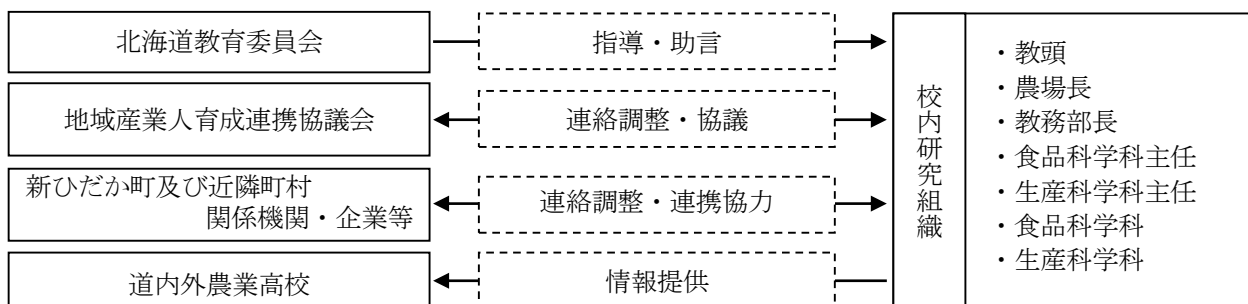 北海道教育委員会
指導・助言
地域産業人育成連携協議会
連絡調整・協議
新ひだか町及び近隣町村
関係機関・企業等
連絡調整・連携協力
道内外農業高校
情報提供
校内研究組織
・教頭
・農場長
・教務部長
・食品科学科主任
・生産科学科主任
・食品科学科
・生産科学科